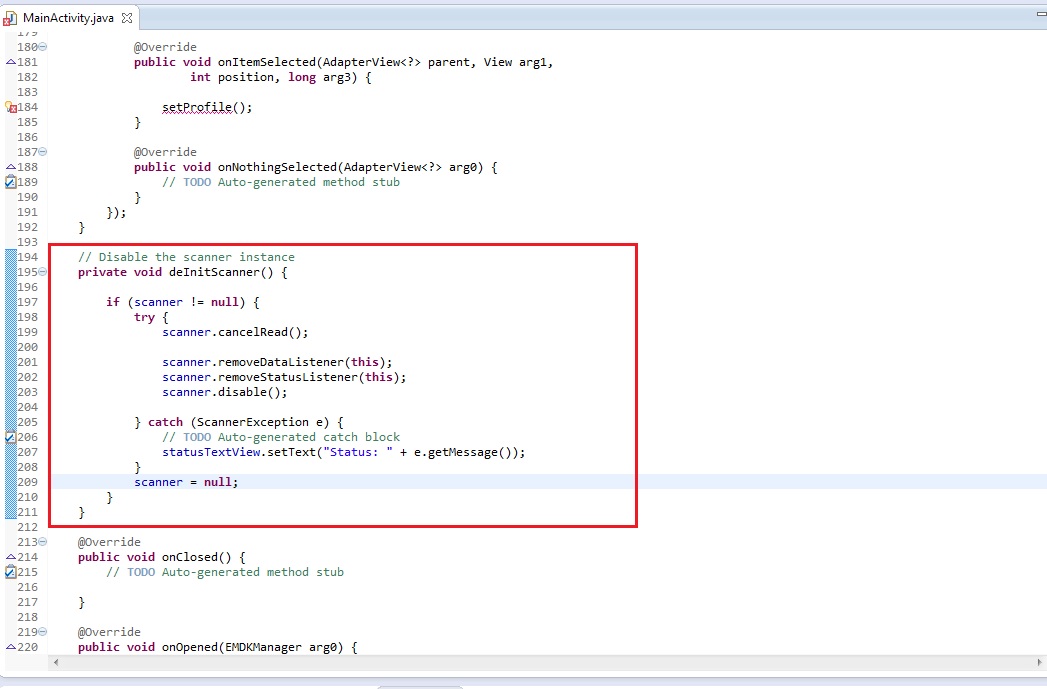 MainActivity.java
179
180 @Override
181 public void onItemSelected(AdapterView<?> parent, View arg1,
182 int position, long arg3) {
183
184 setProfile();
185 }
186
187 @Override
188 public void onNothingSelected(AdapterView<?> arg0) {
189 // TODO Auto-generated method stub
190 }
191 });
192 }
193
194 // Disable the scanner instance
195 private void deInitScanner() {
196
197 if (scanner != null) {
198 try {
199 scanner.cancelRead();
200
201 scanner.removeDataListener(this);
202 scanner.removeStatusListener(this);
203 scanner.disable();
204
205 } catch (ScannerException e) {
206 // TODO Auto-generated catch block
207 statusTextView.setText("Status: " + e.getMessage());
208 }
209 scanner = null;
210 }
211 }
212
213 @Override
214 public void onClosed() {
215 // TODO Auto-generated method stub
216
217 }
218
219 @Override
220 public void onOpened(EMDKManager arg0) {